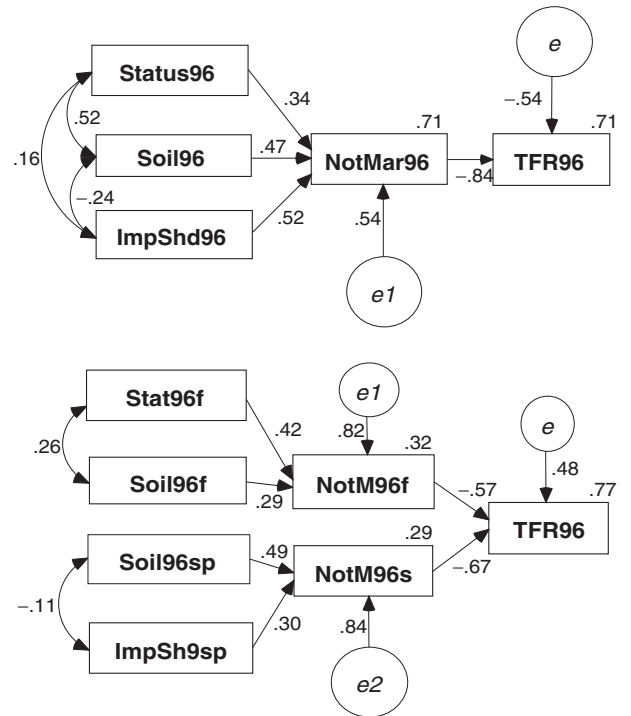 e
Status96
−.54
.34
.71
.71
.52
.16
Soil96
.47
NotMar96
TFR96
−.84
−.24
ImpShd96
.52
.54
e1
Stat96f
e1
e
.42
.82
.32
.26
.48
Soil96f
.29
NotM96f
−.57
.77
TFR96
.29
Soil96sp
.49
NotM96s
−.67
−.11
ImpSh9sp
.30
.84
e2